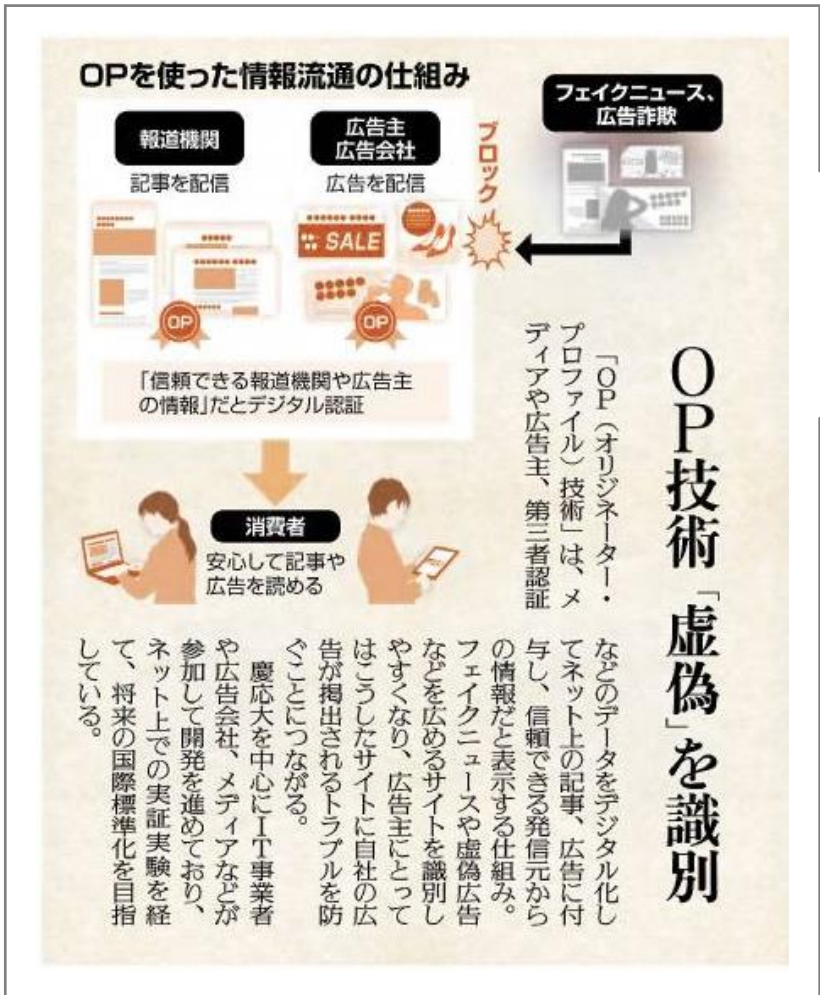 OPを使った情報流通の仕組み
報道機関
記事を配信
広告主
広告会社
広告を配信
SALE
OP
OP
「信頼できる報道機関や広告主
の情報」だとデジタル認証
ブロック
フェイクニュース、
広告詐欺
消費者
安心して記事や
広告を読める
OP技術「虚偽」を識別
「OP(オリジネーター・
プロファイル)技術」は、メ
ディアや広告主、第三者認証
などのデータをデジタル化し
てネット上の記事、広告に付
与し、信頼できる発信元から
の情報だと表示する仕組み。
フェイクニュースや虚偽広告
などを広めるサイトを識別し
やすくなり、広告主にとって
はこうしたサイトに自社の広
告が掲出されるトラブルを防
ぐことにつながる。
慶応大を中心にIT事業者
や広告会社、メディアなどが
参加して開発を進めており、
ネット上での実証実験を経
て、将来の国際標準化を目指
している。